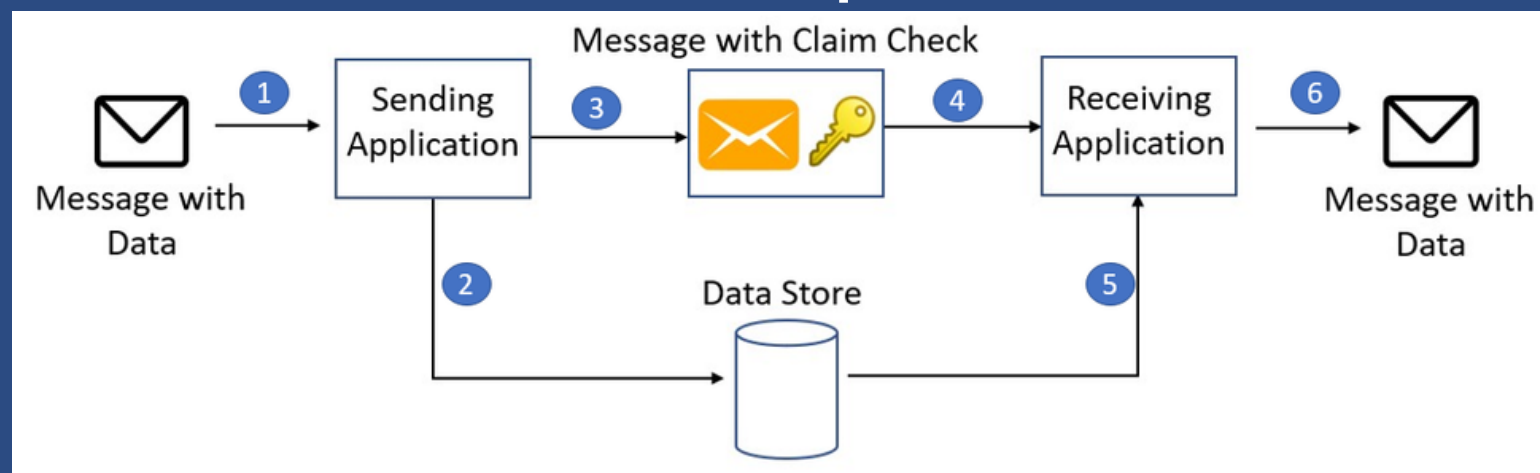 Message with Claim Check
1
Sending
Application
3
4
Receiving
Application
6
Message with
Data
Message with
Data
2
Data Store
5